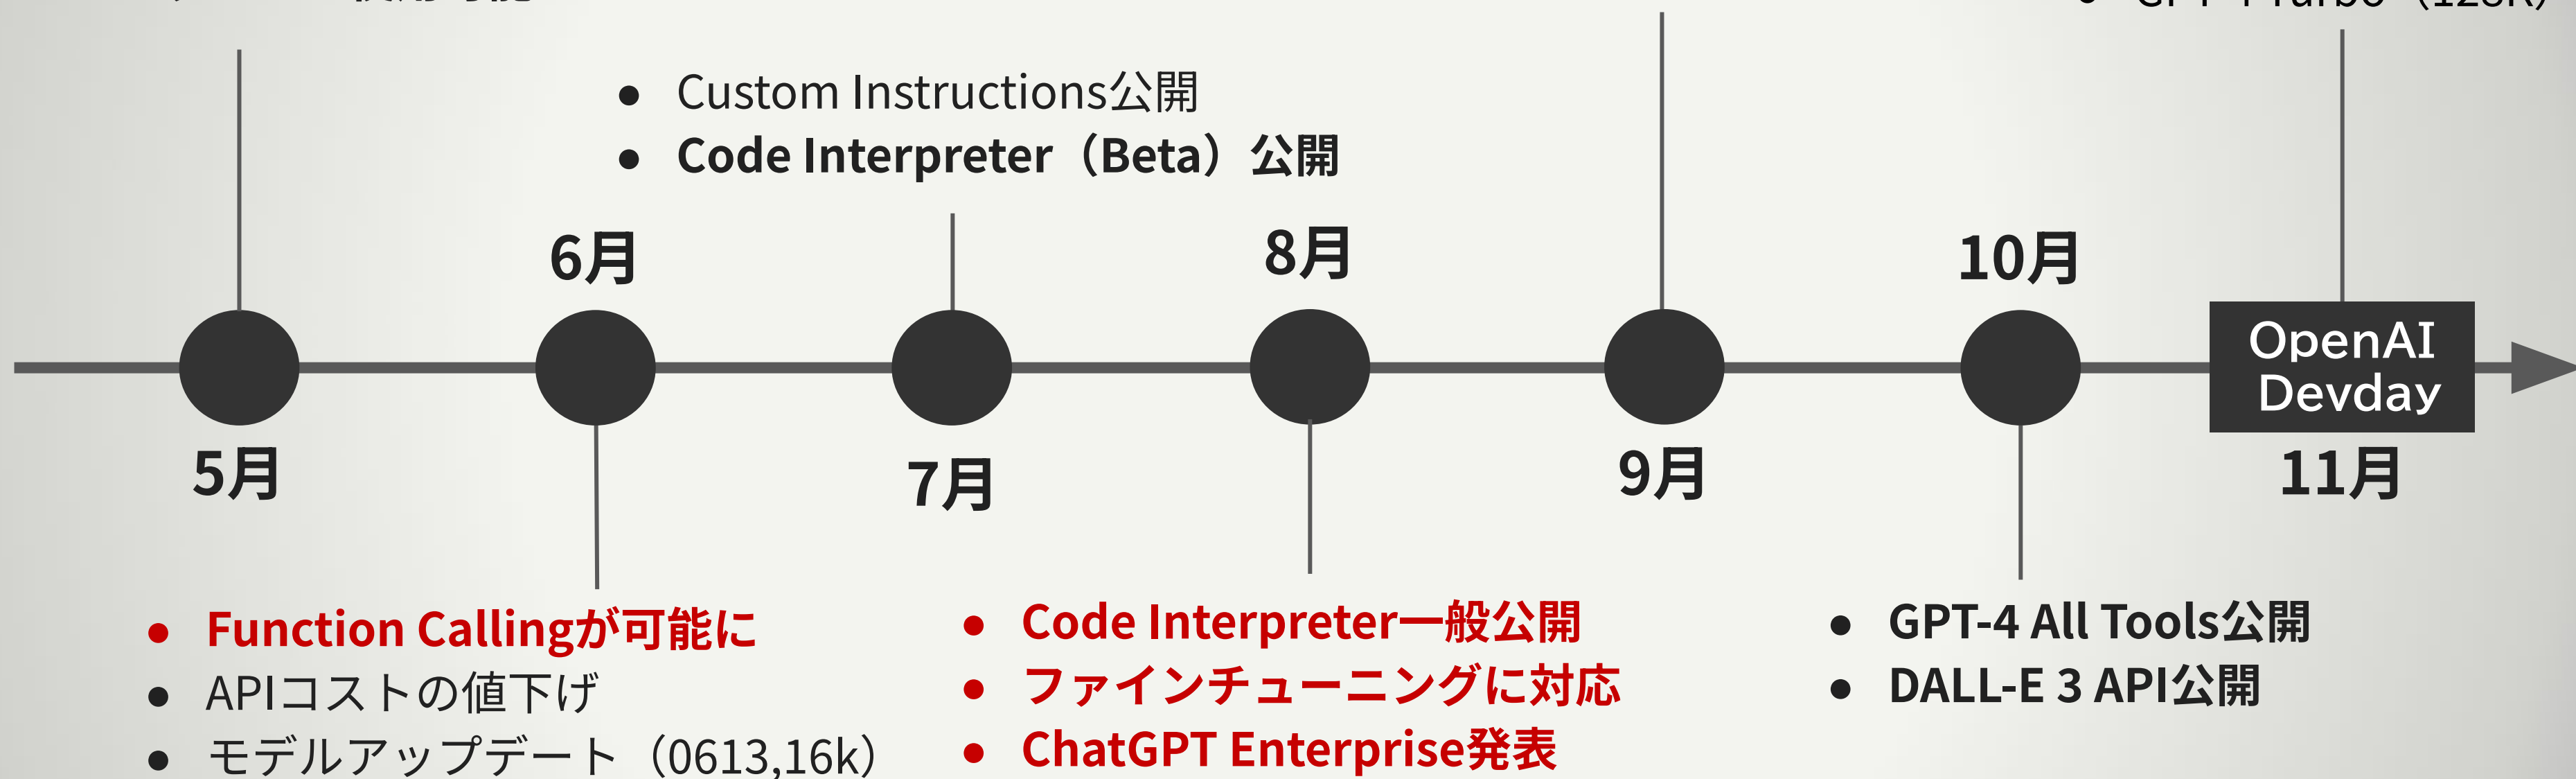 GPT-4 Turbo（128K）
Custom Instructions公開
Code Interpreter（Beta）公開
6月
8月
10月
OpenAI
Devday
5月
7月
9月
11月
Function Callingが可能に
APIコストの値下げ
モデルアップデート（0613,16k）
Code Interpreter一般公開
ファインチューニングに対応
ChatGPT Enterprise発表
GPT-4 All Tools公開
DALL-E 3 API公開